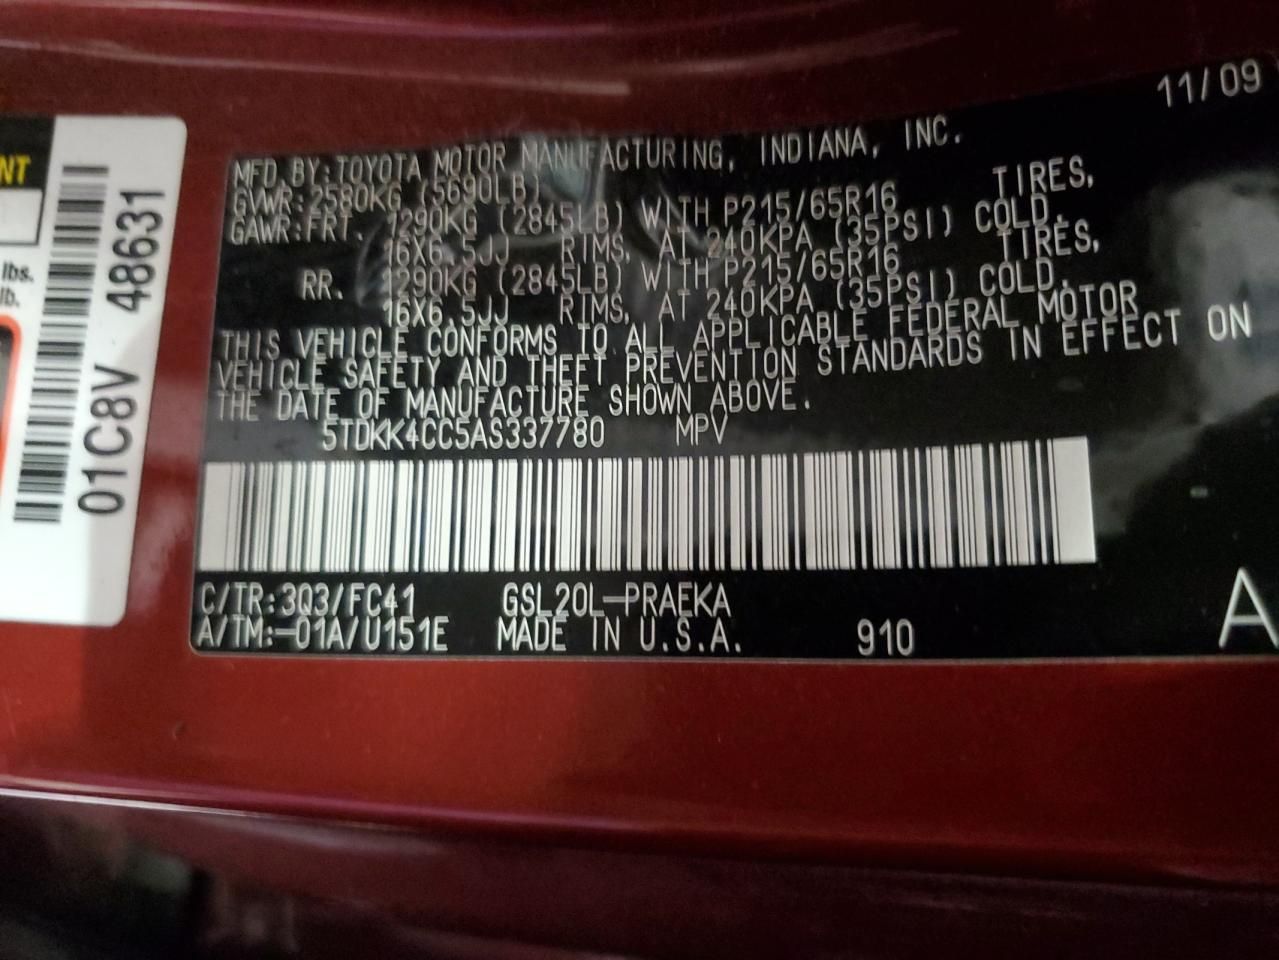 11/09
MFD. BY: TOYOTA MOTOR MANUFACTURING, INDIANA, INC.
GVWR: 2580KG (5690LB)
GAWR: FRT. 1290KG (2845LB) WITH P215/65R16 TIRES,
16X6.5JJ RIMS, AT 240KPA (35PSI) COLD.
RR. 1290KG (2845LB) WITH P215/65R16 TIRES,
16X6.5JJ RIMS, AT 240KPA (35PSI) COLD.
THIS VEHICLE CONFORMS TO ALL APPLICABLE FEDERAL MOTOR
VEHICLE SAFETY AND THEFT PREVENTION STANDARDS IN EFFECT ON
THE DATE OF MANUFACTURE SHOWN ABOVE.
5TDKK4CC5AS337780 MPV
C/TR: 3Q3/FC41 GSL20L-PRAEKA
A/TM: -01A/U151E MADE IN U.S.A. 910
A
01C8V 48631
NT
lbs.
lb.